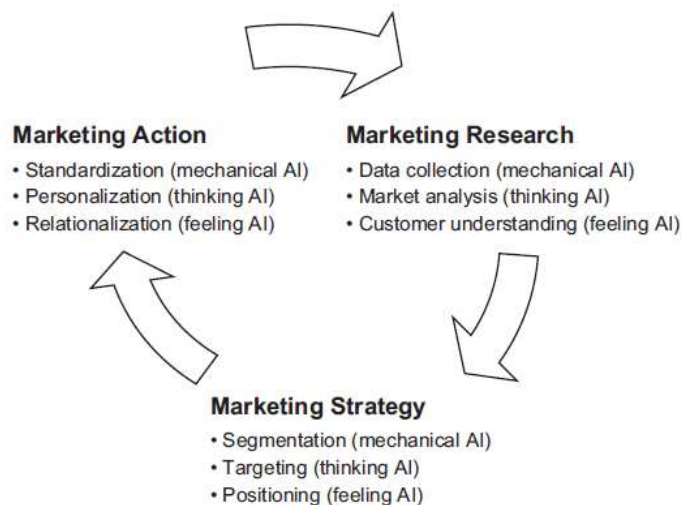 Marketing Action
• Standardization (mechanical AI)
• Personalization (thinking AI)
• Relationalization (feeling AI)
Marketing Research
• Data collection (mechanical AI)
• Market analysis (thinking AI)
• Customer understanding (feeling AI)
Marketing Strategy
• Segmentation (mechanical AI)
• Targeting (thinking AI)
• Positioning (feeling AI)